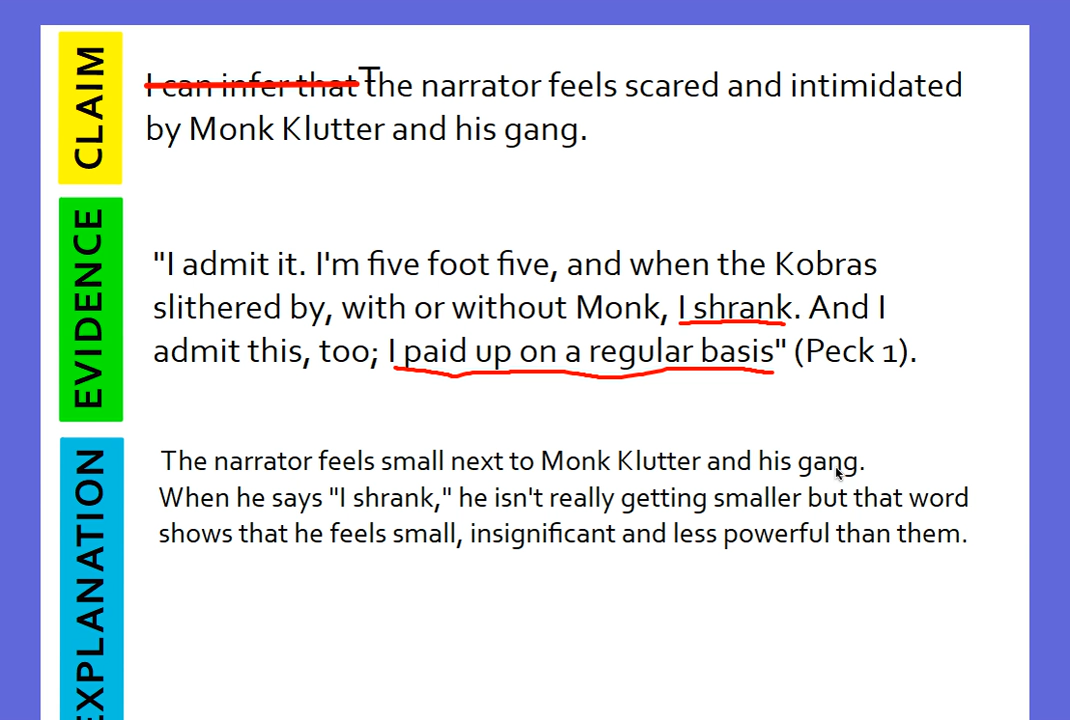 CLAIM
I can infer that The narrator feels scared and intimidated
by Monk Klutter and his gang.
EVIDENCE
"I admit it. I'm five foot five, and when the Kobras
slithered by, with or without Monk, I shrank. And I
admit this, too; I paid up on a regular basis" (Peck 1).
EXPLANATION
The narrator feels small next to Monk Klutter and his gang.
When he says "I shrank," he isn't really getting smaller but that word
shows that he feels small, insignificant and less powerful than them.